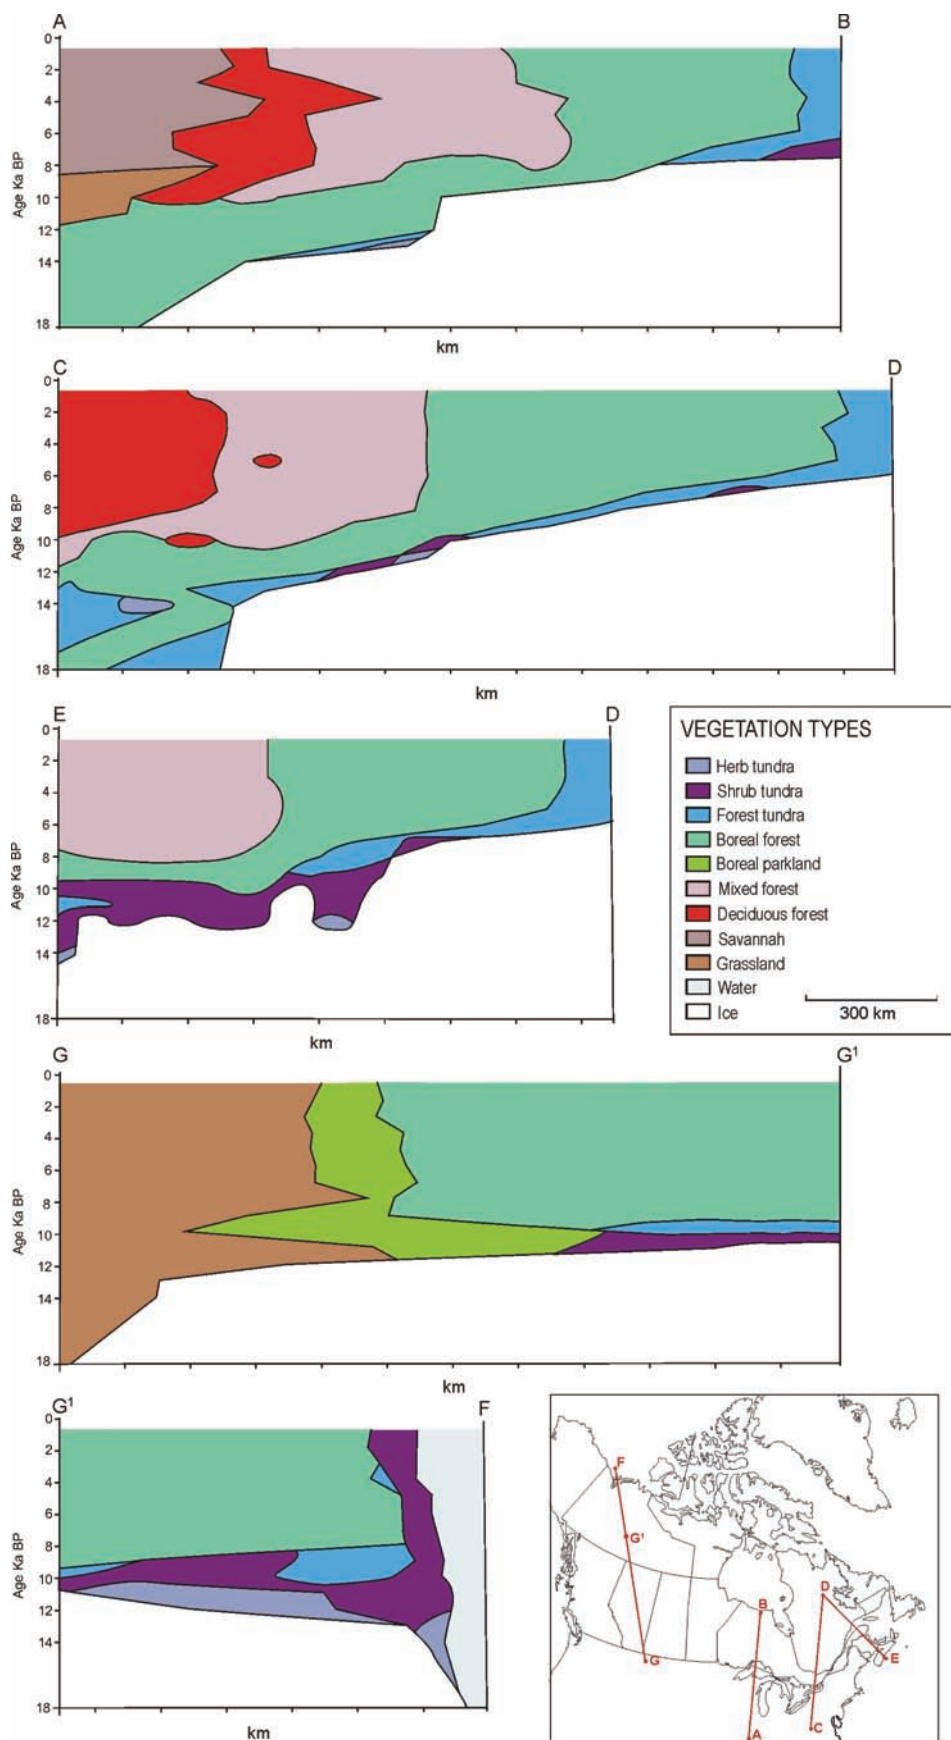 A B
0
2
4
6
8
10
12
14
18
Age Ka BP
km
C D
0
2
4
6
8
10
12
14
18
Age Ka BP
km
E D
0
2
4
6
8
10
12
14
18
Age Ka BP
km
VEGETATION TYPES
Herb tundra
Shrub tundra
Forest tundra
Boreal forest
Boreal parkland
Mixed forest
Deciduous forest
Savannah
Grassland
Water
Ice
300 km
G G¹
0
2
4
6
8
10
12
14
18
Age Ka BP
km
G¹ F
0
2
4
6
8
10
12
14
18
Age Ka BP
km
F
G¹
G
B
A
D
E
C